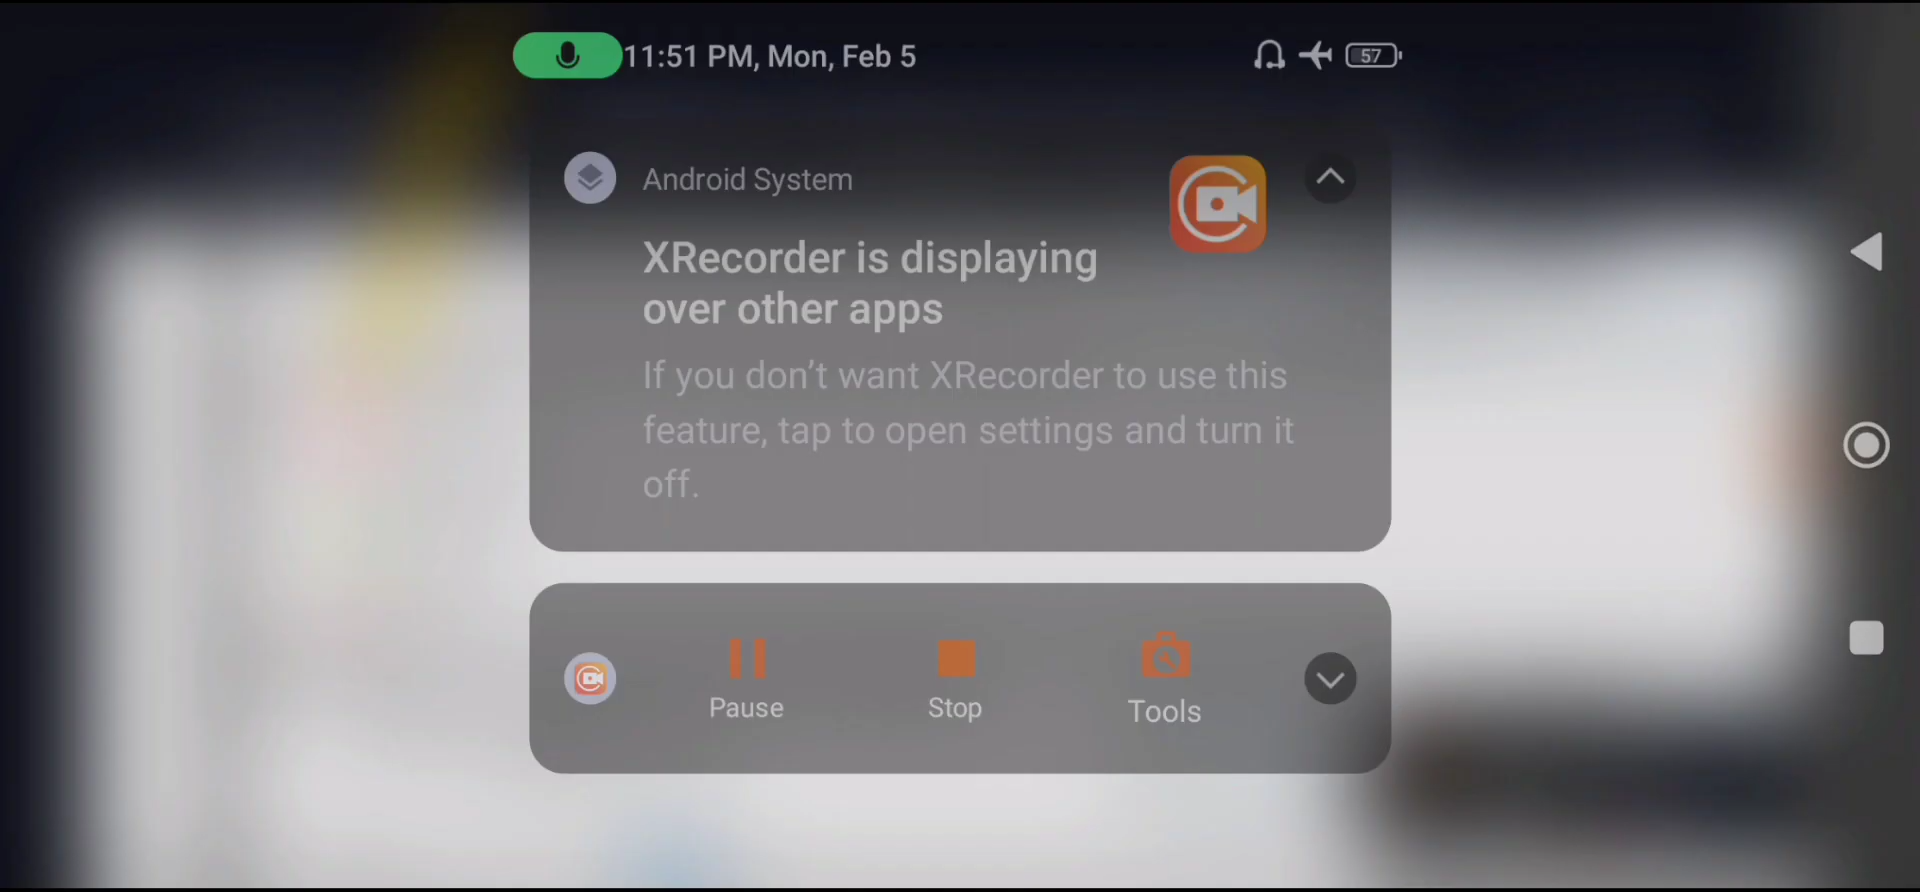 11:51 PM, Mon, Feb 5
57
Android System
XRecorder is displaying
over other apps
If you don’t want XRecorder to use this
feature, tap to open settings and turn it
off.
Pause
Stop
Tools